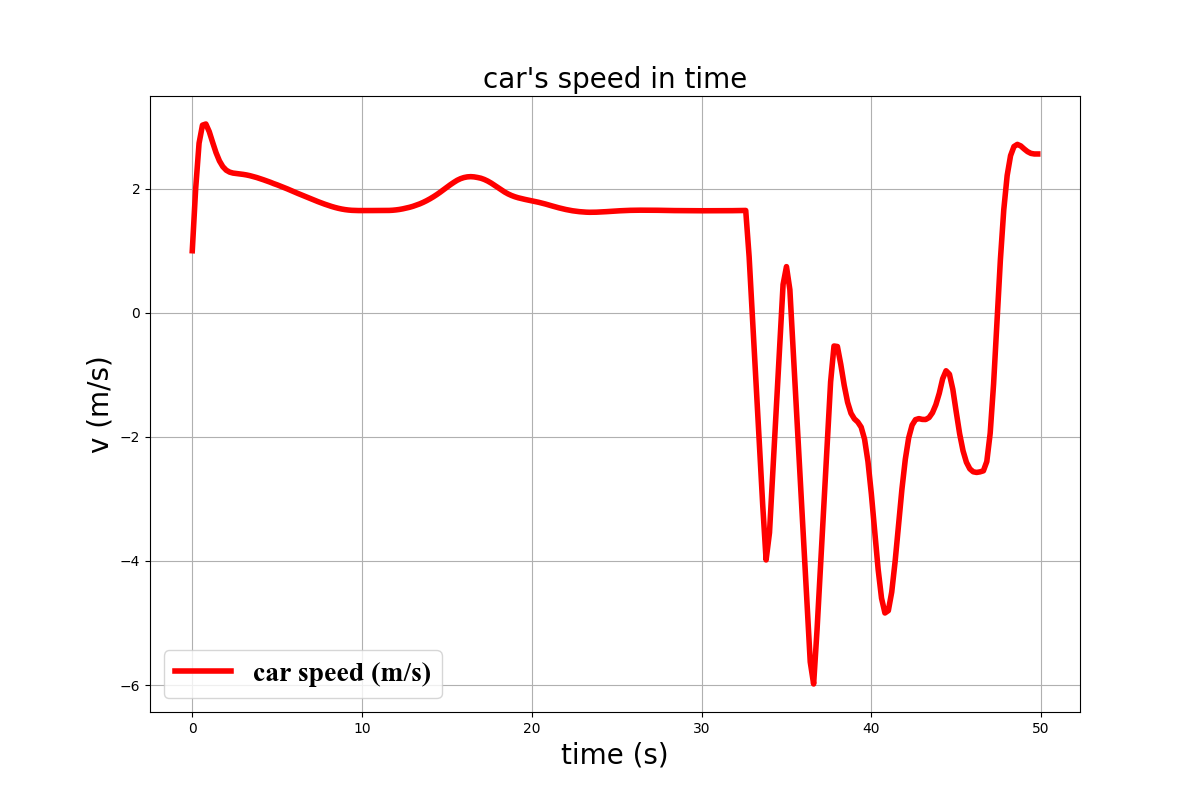 car's speed in time
v (m/s)
2
0
−2
−4
−6
car speed (m/s)
0 10 20 30 40 50
time (s)